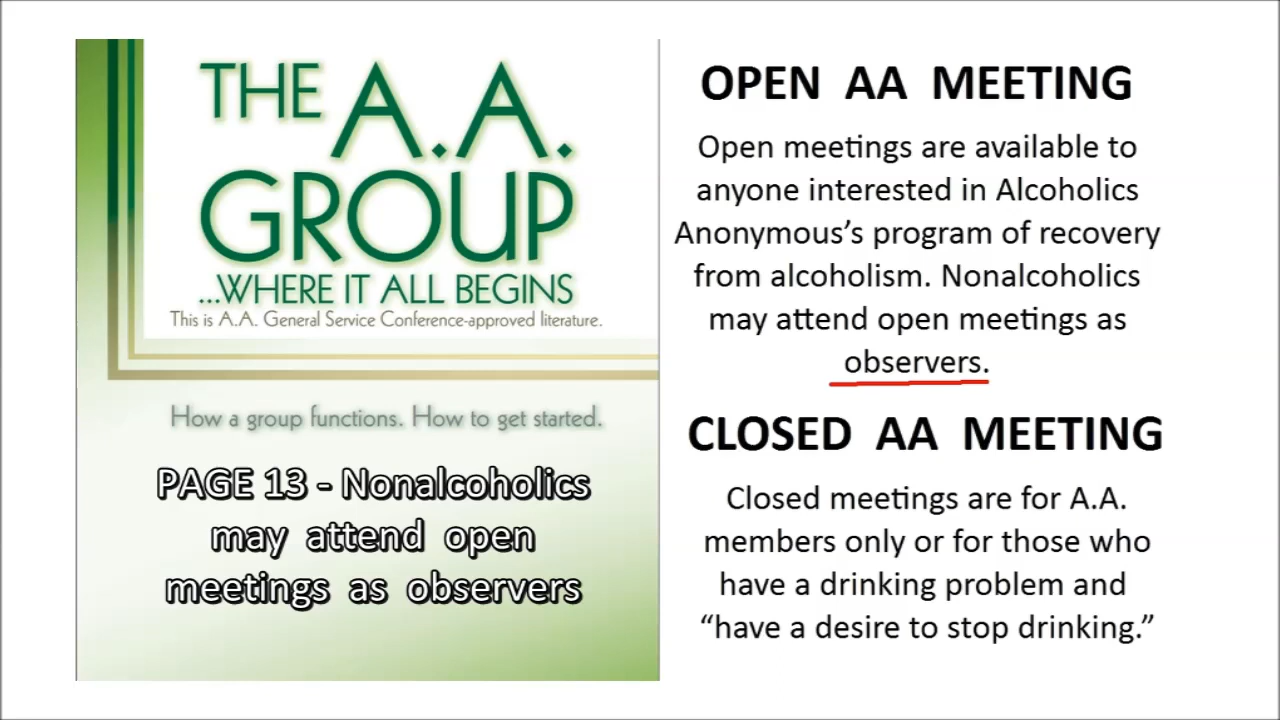 THE A.A.
GROUP
...WHERE IT ALL BEGINS
This is A.A. General Service Conference-approved literature.
How a group functions. How to get started.
PAGE 13 - Nonalcoholics
may attend open
meetings as observers
OPEN AA MEETING
Open meetings are available to
anyone interested in Alcoholics
Anonymous’s program of recovery
from alcoholism. Nonalcoholics
may attend open meetings as
observers.
CLOSED AA MEETING
Closed meetings are for A.A.
members only or for those who
have a drinking problem and
“have a desire to stop drinking.”